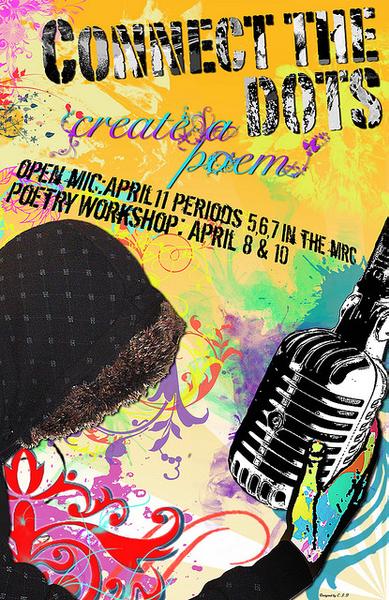 CONNECT THE
DOTS
create a
poem
OPEN MIC: APRIL 11 PERIODS 5,6,7 IN THE MRC
POETRY WORKSHOP: APRIL 8 & 10